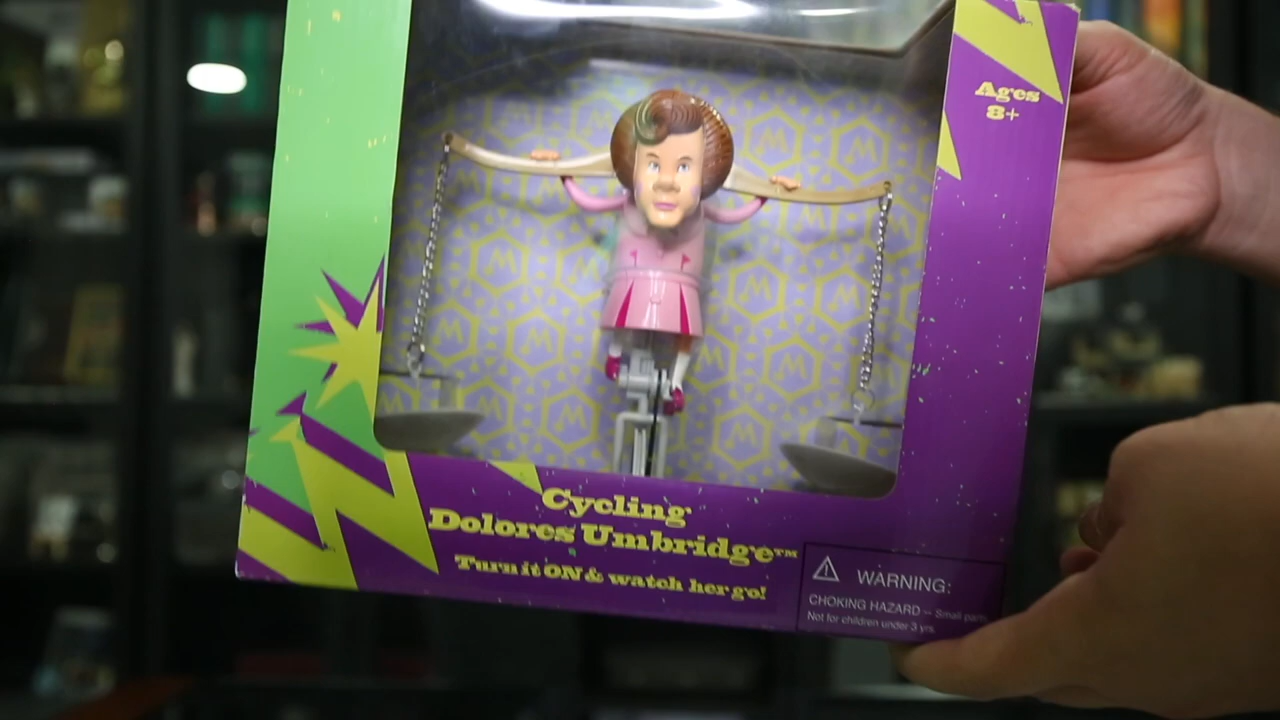 Ages
8+
Cycling
Dolores Umbridge™
Turn it ON & watch her go!
WARNING:
CHOKING HAZARD – Small parts
Not for children under 3 yrs.